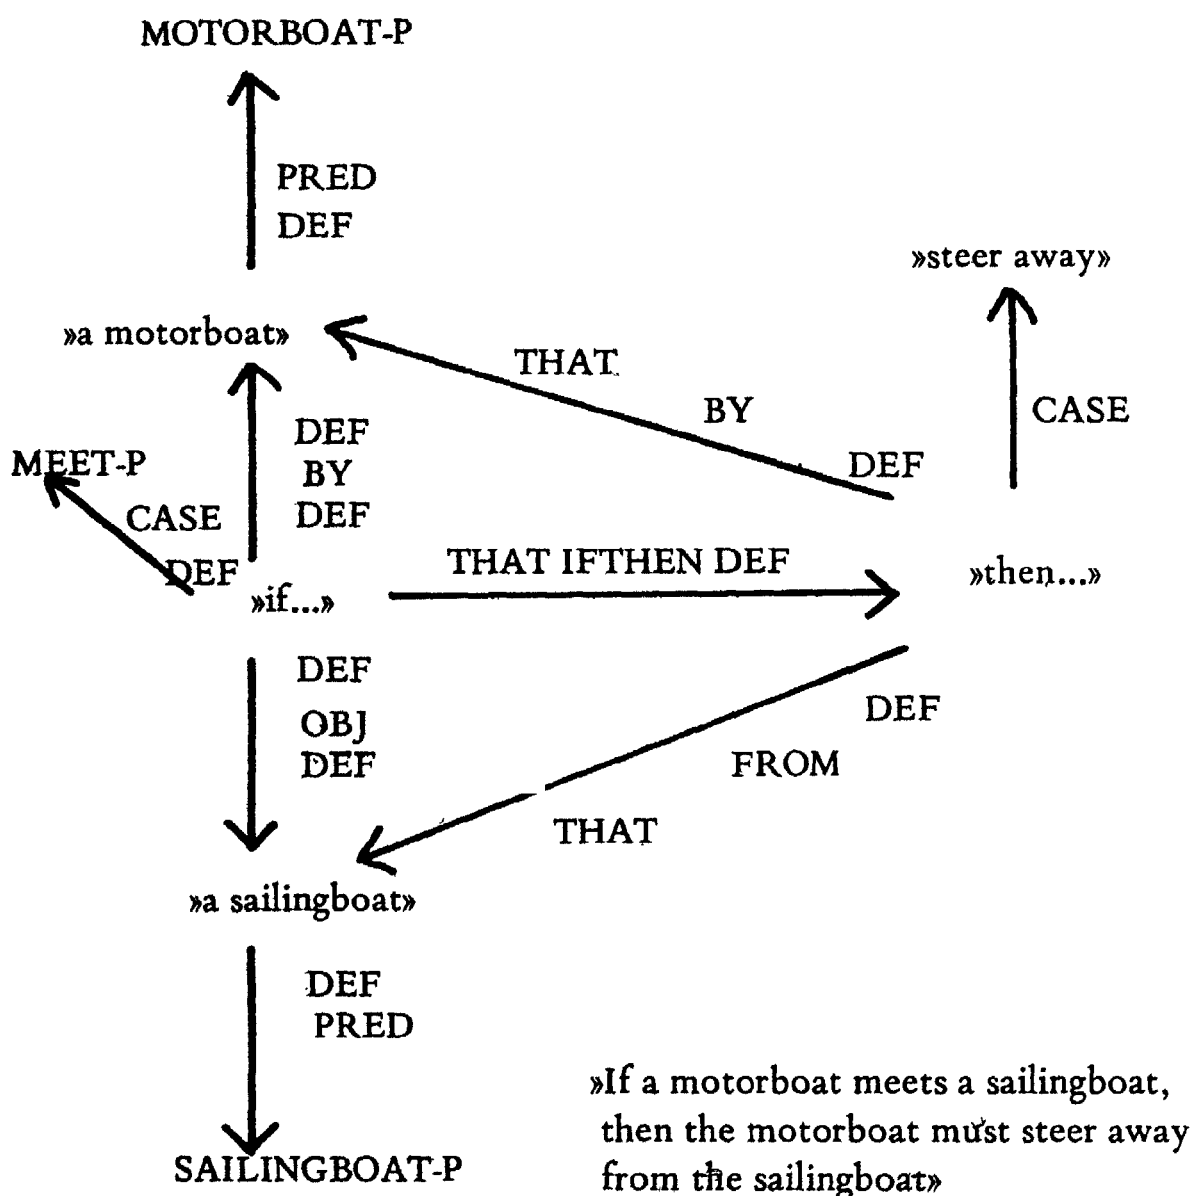 MOTORBOAT-P
PRED
DEF
»steer away»
»a motorboat»
THAT
BY
DEF
CASE
DEF
BY
DEF
MEET-P
CASE
DEF
»if...»
THAT IFTHEN DEF
»then...»
DEF
OBJ
DEF
DEF
FROM
THAT
»a sailingboat»
DEF
PRED
SAILINGBOAT-P
»If a motorboat meets a sailingboat,
then the motorboat must steer away
from the sailingboat»